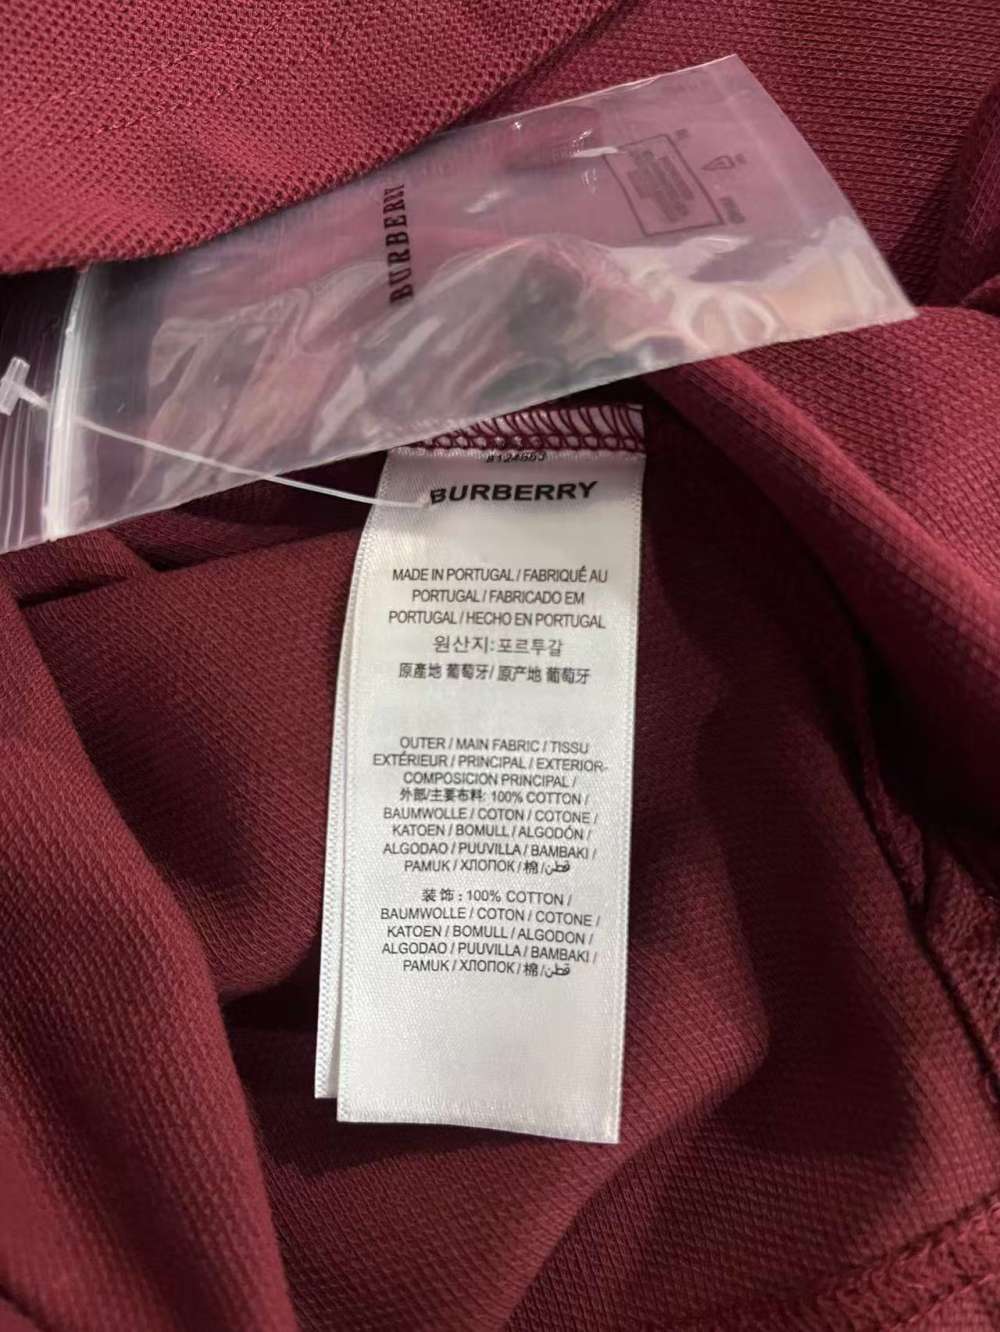 BURBERRY
BURBERRY
MADE IN PORTUGAL / FABRIQUÉ AU
PORTUGAL / FABRICADO EM
PORTUGAL / HECHO EN PORTUGAL
원산지: 포르투갈
原產地 葡萄牙/ 原产地 葡萄牙
OUTER / MAIN FABRIC / TISSU
EXTÉRIEUR / PRINCIPAL / EXTERIOR-
COMPOSICION PRINCIPAL /
外部/主要布料: 100% COTTON /
BAUMWOLLE / COTON / COTONE /
KATOEN / BOMULL / ALGODÓN /
ALGODAO / PUUVILLA / BAMBAKI /
PAMUK / ХЛОПОК / 棉 / قطن
装 饰 : 100% COTTON /
BAUMWOLLE / COTON / COTONE /
KATOEN / BOMULL / ALGODON /
ALGODAO / PUUVILLA / BAMBAKI /
PAMUK / ХЛОПОК / 棉 / قطن